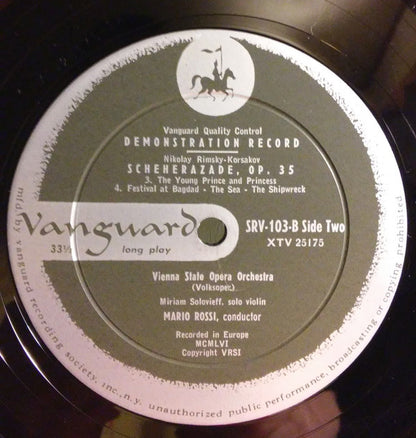 Vanguard Quality Control
DEMONSTRATION RECORD
Nikolay Rimsky-Korsakov
SCHEHERAZADE, OP. 35
3. The Young Prince and Princess
4. Festival at Bagdad - The Sea - The Shipwreck
Vanguard
33⅓ long play
SRV-103-B Side Two
XTV 25175
Vienna State Opera Orchestra
(Volksoper)
Miriam Solovieff, solo violin
MARIO ROSSI, conductor
Recorded in Europe
MCMLVI
Copyright VRSI
mfd. by vanguard recording society, inc., n.y. unauthorized public performance, broadcasting or copying prohibited